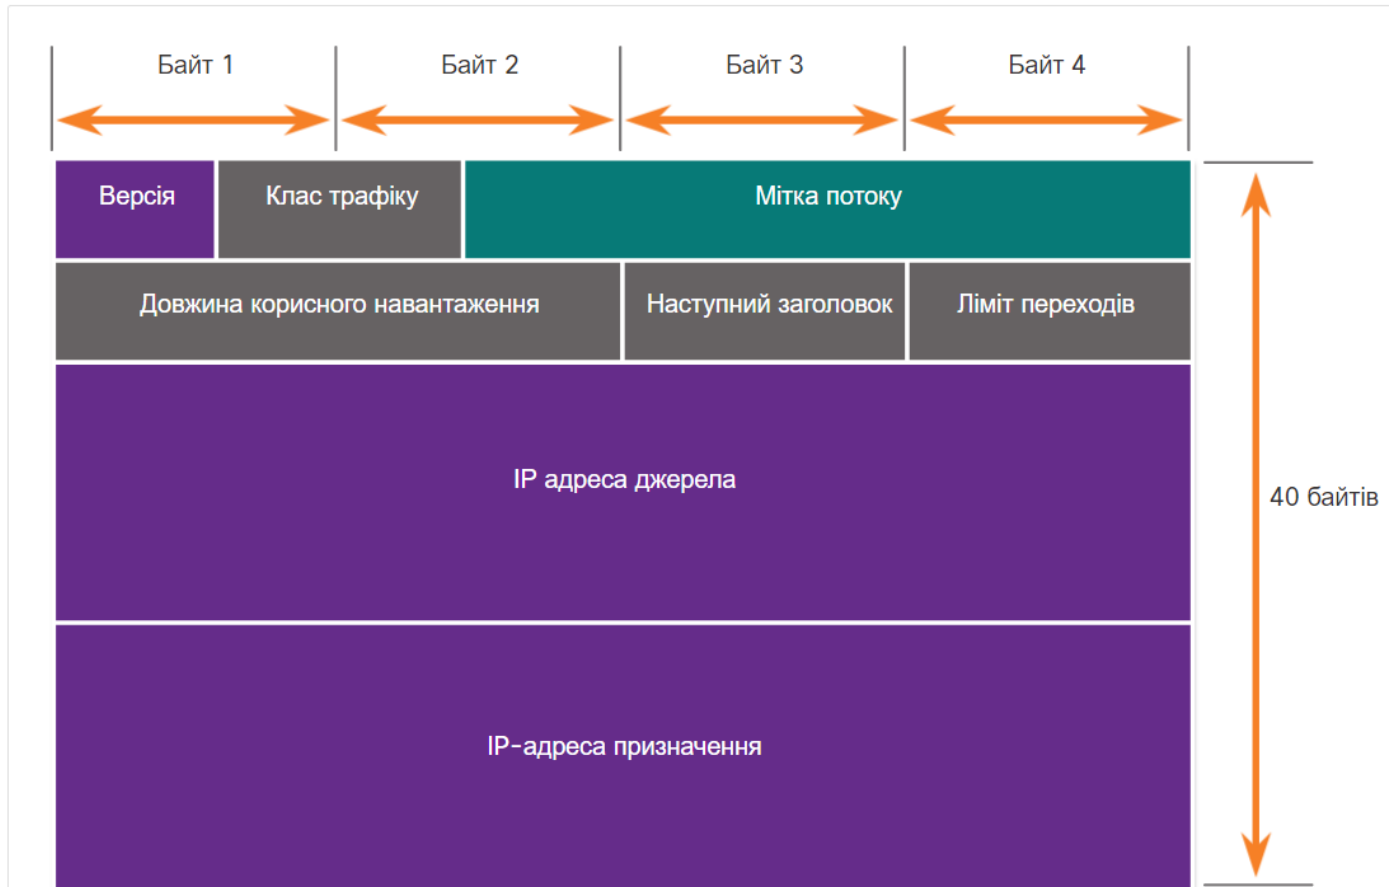 Байт 1
Байт 2
Байт 3
Байт 4
Версія
Клас трафіку
Мітка потоку
Довжина корисного навантаження
Наступний заголовок
Ліміт переходів
IP адреса джерела
40 байтів
IP-адреса призначення